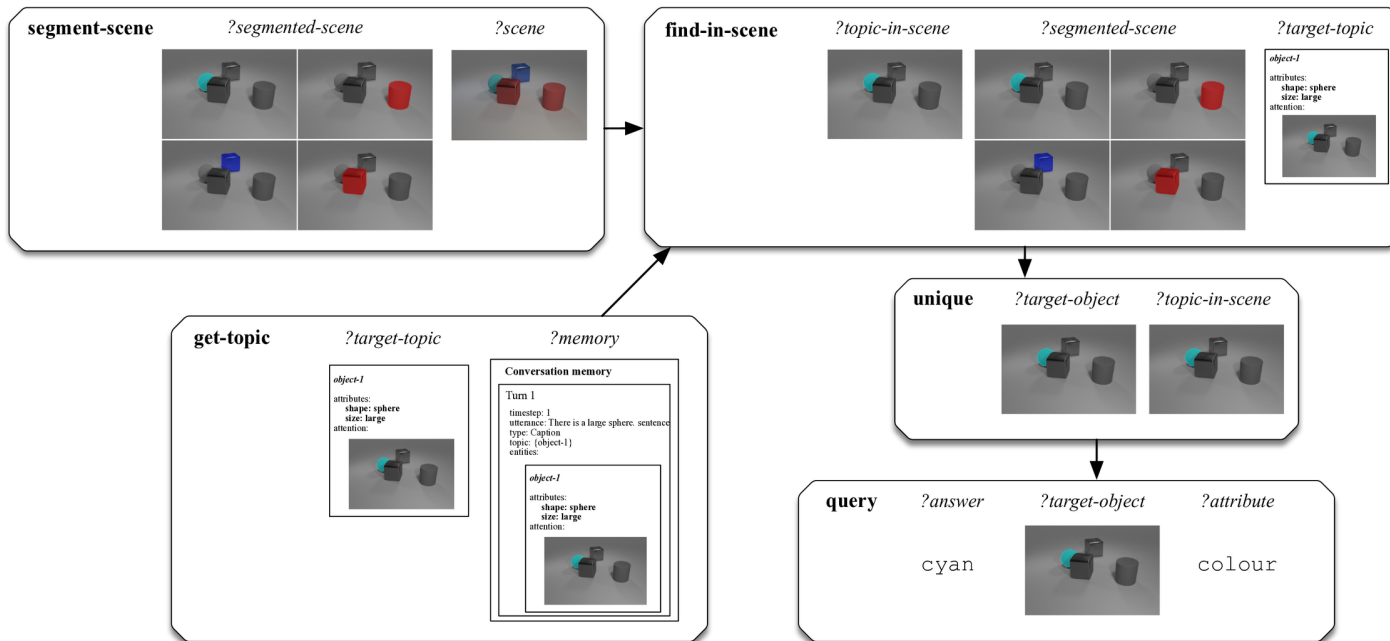 segment-scene ?segmented-scene ?scene
find-in-scene ?topic-in-scene ?segmented-scene ?target-topic
object-1
attributes:
shape: sphere
size: large
attention:
get-topic ?target-topic ?memory
object-1
attributes:
shape: sphere
size: large
attention:
Conversation memory
Turn 1
timestep: 1
utterance: There is a large sphere. sentence
type: Caption
topic: {object-1}
entities:
object-1
attributes:
shape: sphere
size: large
attention:
unique ?target-object ?topic-in-scene
query ?answer ?target-object ?attribute
cyan colour